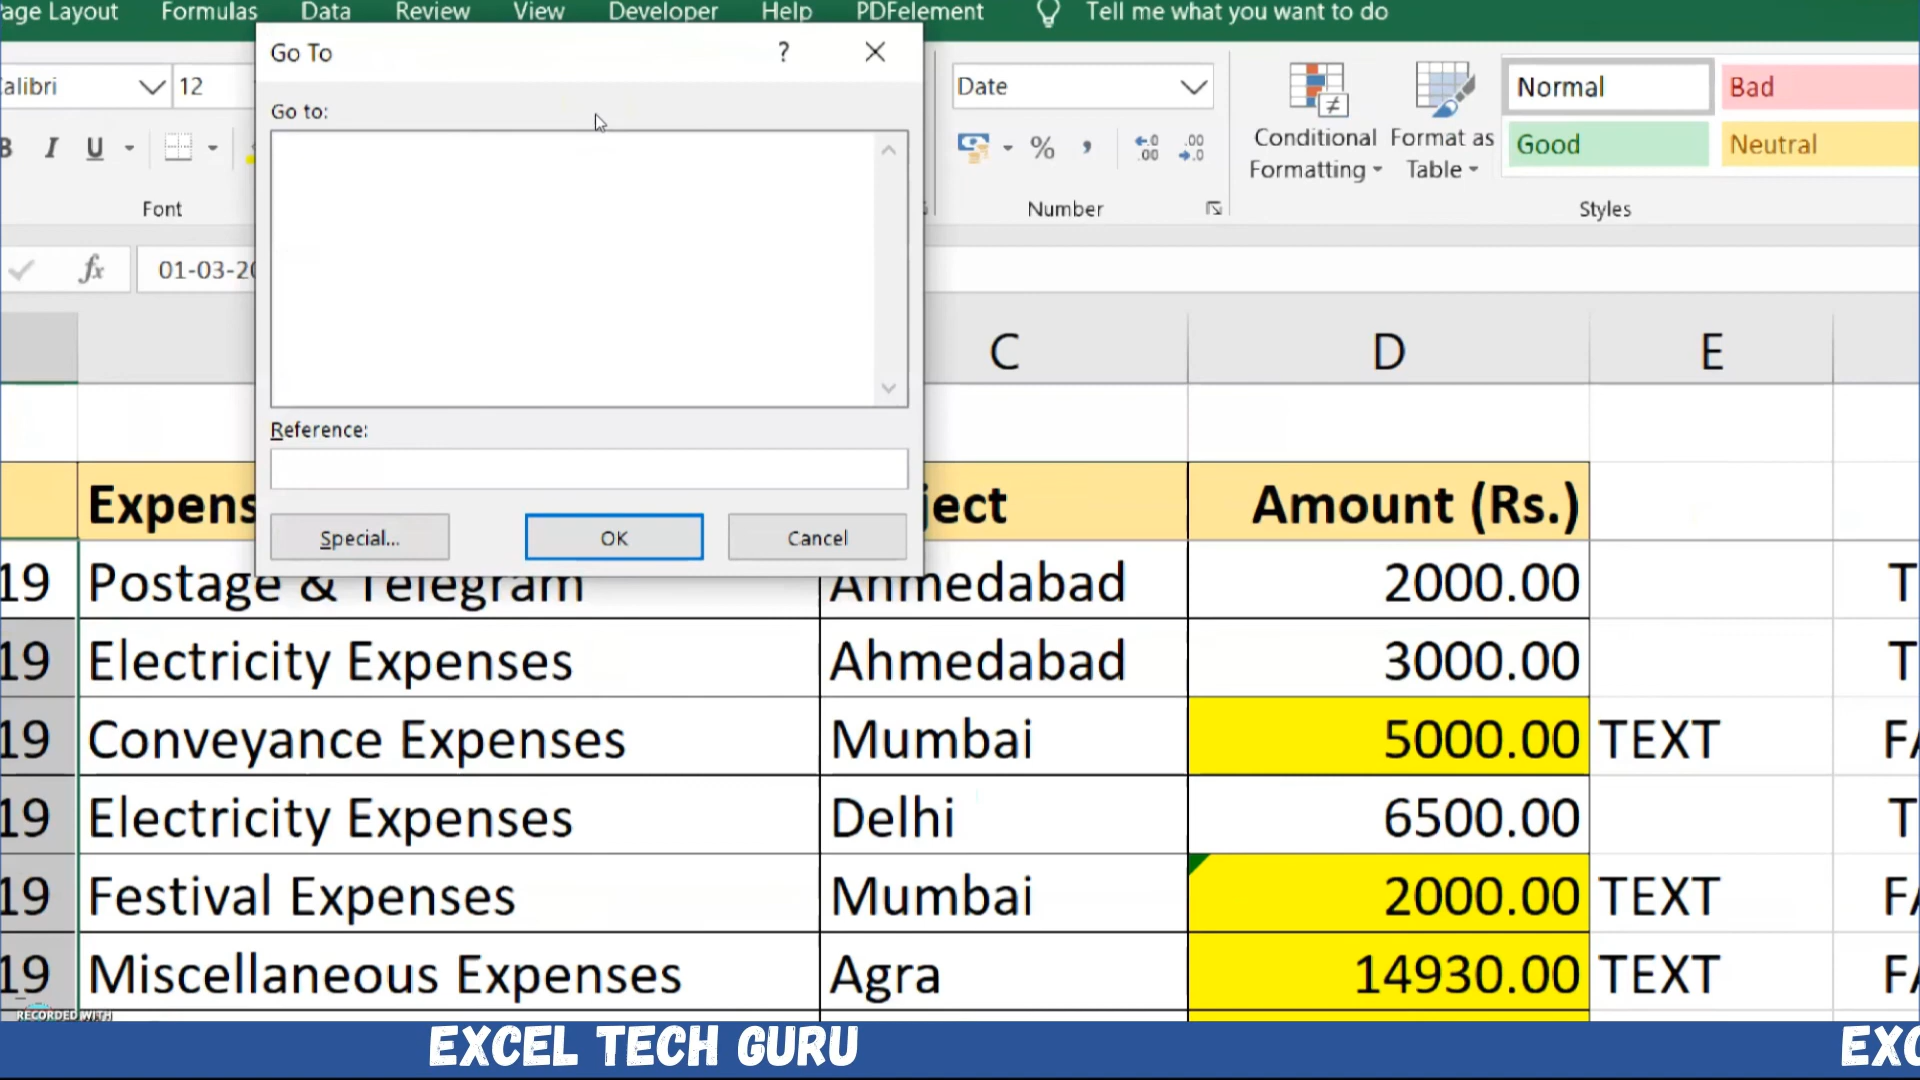 age Layout Formulas Data Review View Developer Help PDFelement Tell me what you want to do
Go To ?
alibri 12
Date
Normal Bad
Go to:
B I U
% , .00 .00
Conditional Formatting
Format as Table
Good Neutral
Font Number Styles
fx 01-03-20
C D E
Reference:
Expens ject Amount (Rs.)
Special... OK Cancel
19 Postage & Telegram Ahmedabad 2000.00 T
19 Electricity Expenses Ahmedabad 3000.00 T
19 Conveyance Expenses Mumbai 5000.00 TEXT FA
19 Electricity Expenses Delhi 6500.00 T
19 Festival Expenses Mumbai 2000.00 TEXT FA
19 Miscellaneous Expenses Agra 14930.00 TEXT FA
RECORDED WITH
EXCEL TECH GURU EXC